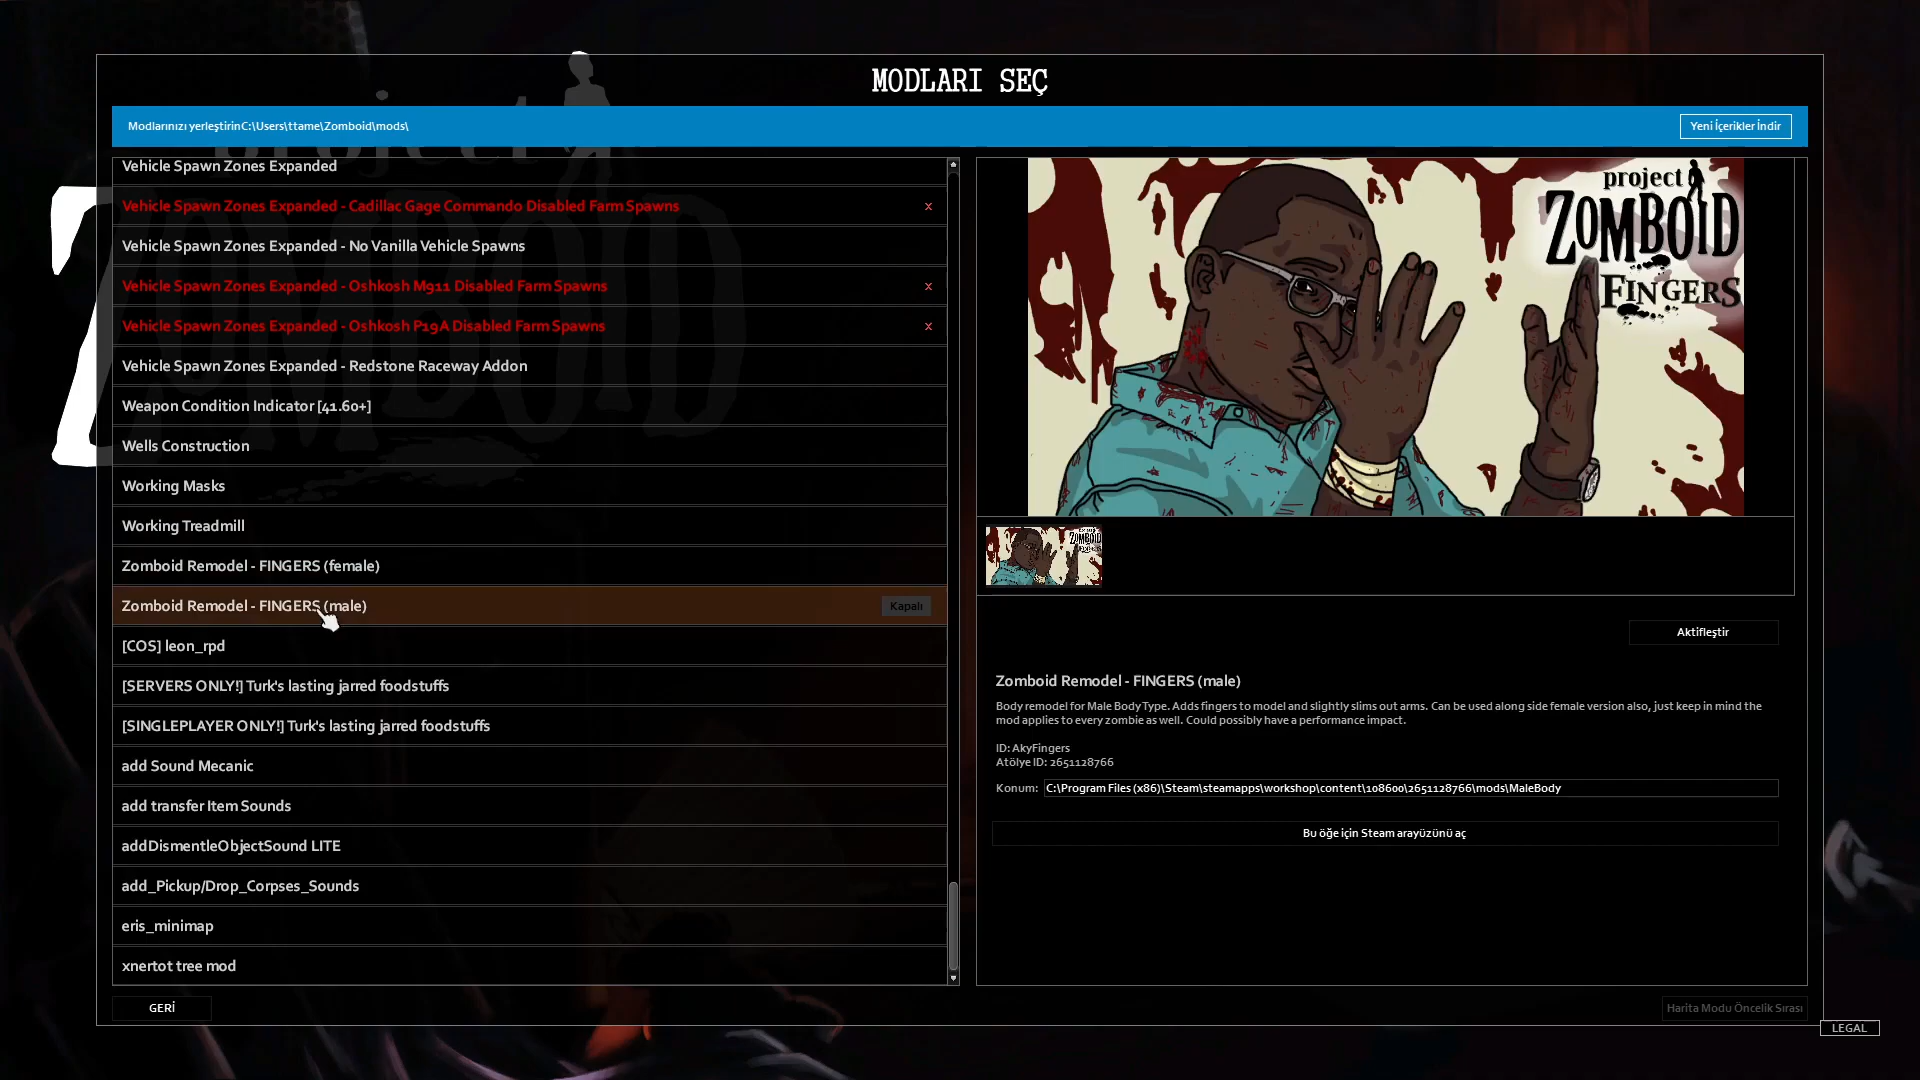 MODLARI SEÇ
Modlarınızı yerleştirinC:\Users\ttame\Zomboid\mods\
Yeni İçerikler İndir
Vehicle Spawn Zones Expanded
Vehicle Spawn Zones Expanded - Cadillac Gage Commando Disabled Farm Spawns x
Vehicle Spawn Zones Expanded - No Vanilla Vehicle Spawns
Vehicle Spawn Zones Expanded - Oshkosh M911 Disabled Farm Spawns x
Vehicle Spawn Zones Expanded - Oshkosh P19A Disabled Farm Spawns x
Vehicle Spawn Zones Expanded - Redstone Raceway Addon
Weapon Condition Indicator [41.60+]
Wells Construction
Working Masks
Working Treadmill
Zomboid Remodel - FINGERS (female)
Zomboid Remodel - FINGERS (male) Kapalı
[COS] leon_rpd
[SERVERS ONLY!] Turk's lasting jarred foodstuffs
[SINGLEPLAYER ONLY!] Turk's lasting jarred foodstuffs
add Sound Mecanic
add transfer Item Sounds
addDismentleObjectSound LITE
add_Pickup/Drop_Corpses_Sounds
eris_minimap
xnertot tree mod
GERİ
project
ZOMBOID
FINGERS
ZOMBOID
Aktifleştir
Zomboid Remodel - FINGERS (male)
Body remodel for Male Body Type. Adds fingers to model and slightly slims out arms. Can be used along side female version also, just keep in mind the
mod applies to every zombie as well. Could possibly have a performance impact.
ID: AkyFingers
Atölye ID: 2651128766
Konum: C:\Program Files (x86)\Steam\steamapps\workshop\content\108600\2651128766\mods\MaleBody
Bu öğe için Steam arayüzünü aç
Harita Modu Öncelik Sırası
LEGAL
project
ZOMBOID